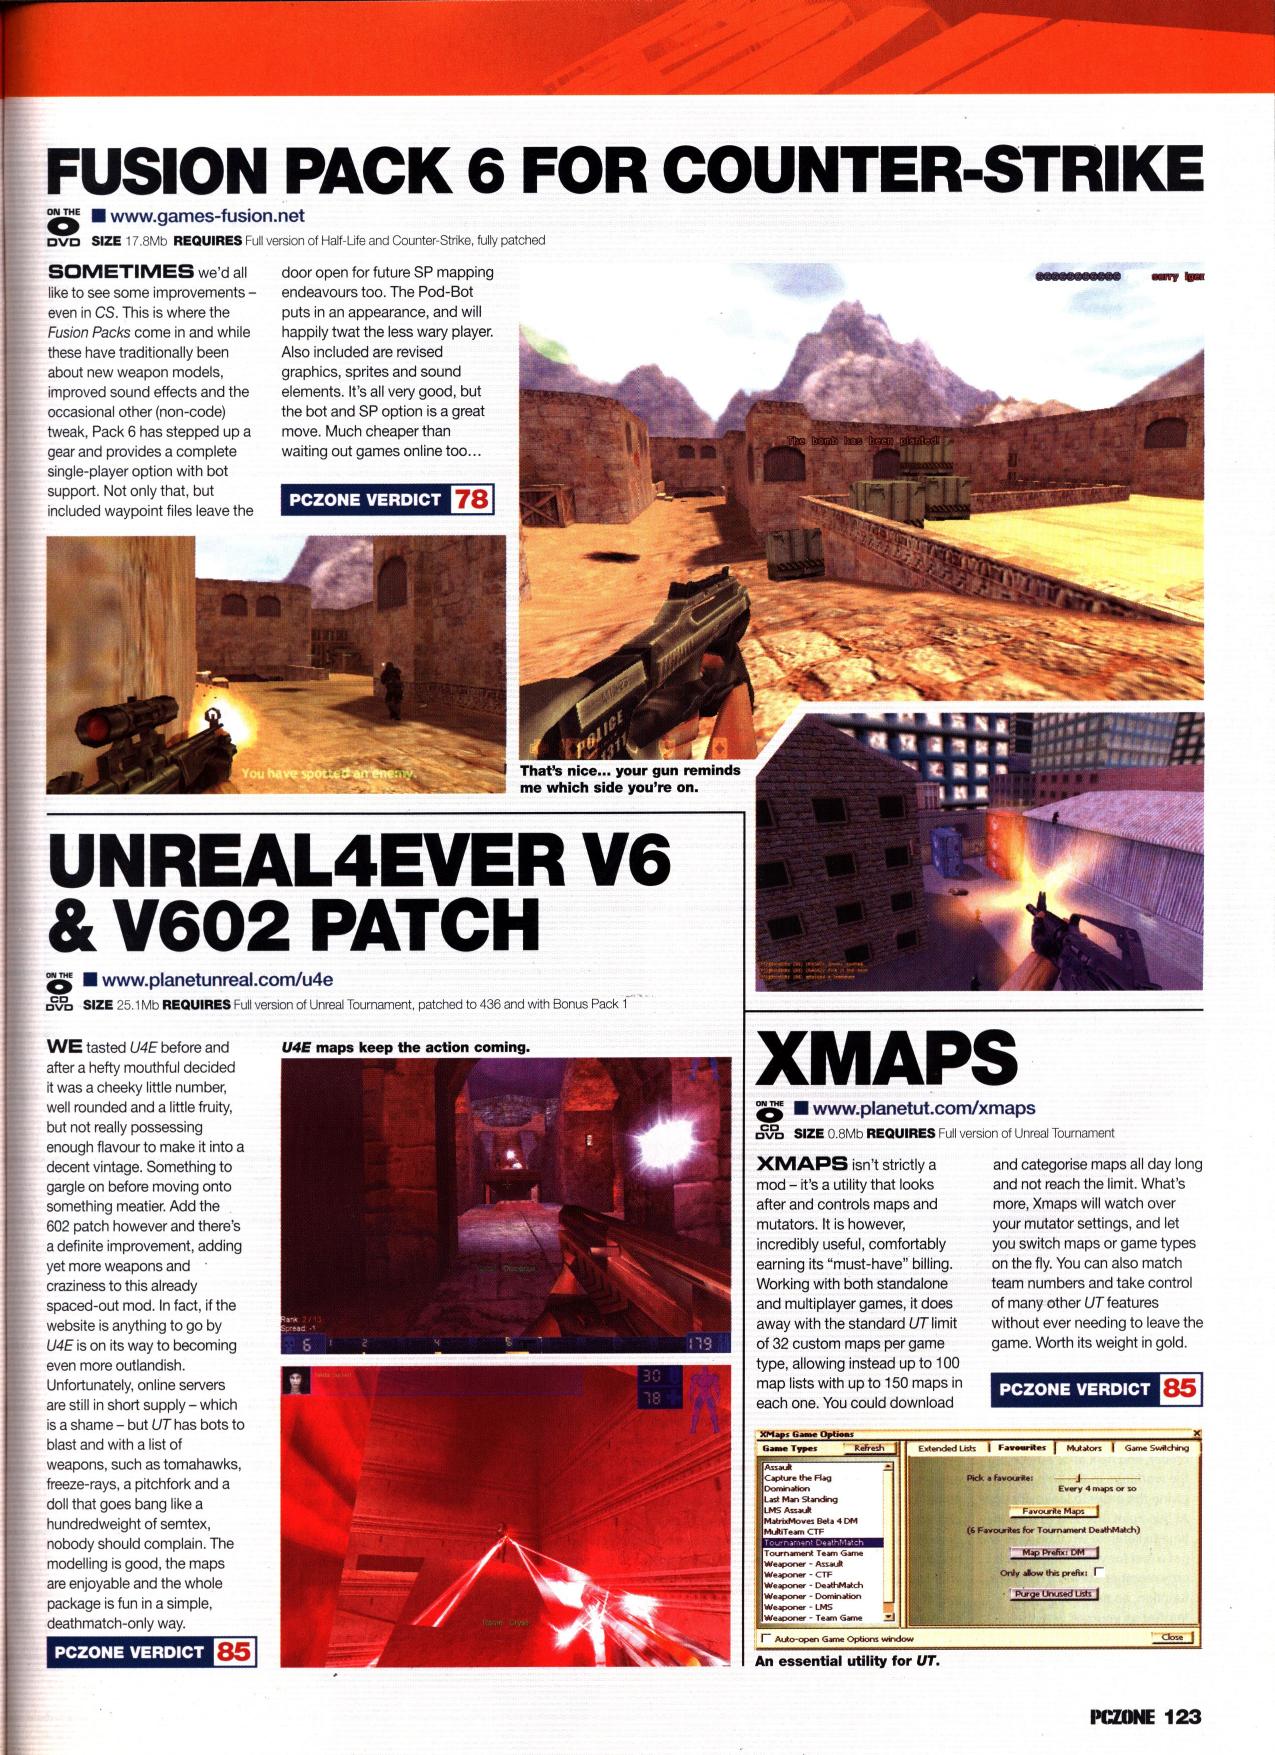 FUSION PACK 6 FOR COUNTER-STRIKE
ON THE
DVD
www.games-fusion.net
SIZE 17.8Mb REQUIRES Full version of Half-Life and Counter-Strike, fully patched
SOMETIMES we'd all
like to see some improvements –
even in CS. This is where the
Fusion Packs come in and while
these have traditionally been
about new weapon models,
improved sound effects and the
occasional other (non-code)
tweak, Pack 6 has stepped up a
gear and provides a complete
single-player option with bot
support. Not only that, but
included waypoint files leave the
door open for future SP mapping
endeavours too. The Pod-Bot
puts in an appearance, and will
happily twat the less wary player.
Also included are revised
graphics, sprites and sound
elements. It's all very good, but
the bot and SP option is a great
move. Much cheaper than
waiting out games online too...
PCZONE VERDICT 78
The bomb has been planted!
POLICE
You have spotted an enemy.
That's nice... your gun reminds
me which side you're on.
UNREAL4EVER V6
& V602 PATCH
ON THE
CD
DVD
www.planetunreal.com/u4e
SIZE 25.1Mb REQUIRES Full version of Unreal Tournament, patched to 436 and with Bonus Pack 1
WE tasted U4E before and
after a hefty mouthful decided
it was a cheeky little number,
well rounded and a little fruity,
but not really possessing
enough flavour to make it into a
decent vintage. Something to
gargle on before moving onto
something meatier. Add the
602 patch however and there's
a definite improvement, adding
yet more weapons and
craziness to this already
spaced-out mod. In fact, if the
website is anything to go by
U4E is on its way to becoming
even more outlandish.
Unfortunately, online servers
are still in short supply – which
is a shame – but UT has bots to
blast and with a list of
weapons, such as tomahawks,
freeze-rays, a pitchfork and a
doll that goes bang like a
hundredweight of semtex,
nobody should complain. The
modelling is good, the maps
are enjoyable and the whole
package is fun in a simple,
deathmatch-only way.
PCZONE VERDICT 85
U4E maps keep the action coming.
Spread: -1
6 179
30
78
XMAPS
ON THE
CD
DVD
www.planetut.com/xmaps
SIZE 0.8Mb REQUIRES Full version of Unreal Tournament
XMAPS isn't strictly a
mod – it's a utility that looks
after and controls maps and
mutators. It is however,
incredibly useful, comfortably
earning its "must-have" billing.
Working with both standalone
and multiplayer games, it does
away with the standard UT limit
of 32 custom maps per game
type, allowing instead up to 100
map lists with up to 150 maps in
each one. You could download
and categorise maps all day long
and not reach the limit. What's
more, Xmaps will watch over
your mutator settings, and let
you switch maps or game types
on the fly. You can also match
team numbers and take control
of many other UT features
without ever needing to leave the
game. Worth its weight in gold.
PCZONE VERDICT 85
XMaps Game Options
Game Types Refresh
Assault
Capture the Flag
Domination
Last Man Standing
LMS Assault
MatrixMoves Beta 4 DM
MultiTeam CTF
Tournament DeathMatch
Tournament Team Game
Weaponer - Assault
Weaponer - CTF
Weaponer - DeathMatch
Weaponer - Domination
Weaponer - LMS
Weaponer - Team Game
Extended Lists Favourites Mutators Game Switching
Pick a favourite:
Every 4 maps or so
Favourite Maps
(6 Favourites for Tournament DeathMatch)
Map Prefix: DM
Only allow this prefix:
Purge Unused Lists
Auto-open Game Options window
Close
An essential utility for UT.
PCZONE 123